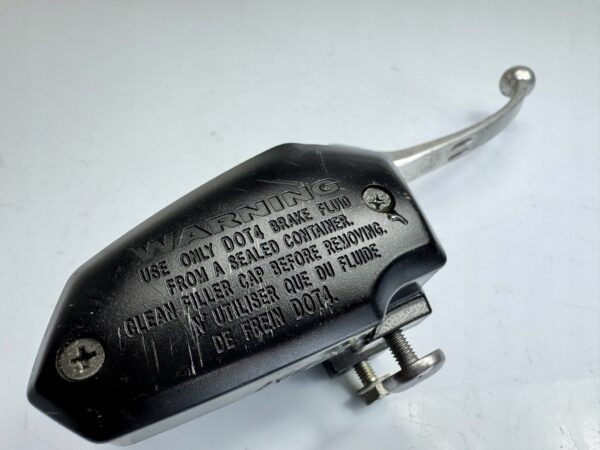 WARNING
USE ONLY DOT4 BRAKE FLUID
FROM A SEALED CONTAINER.
CLEAN FILLER CAP BEFORE REMOVING.
N'UTILISER QUE DU FLUIDE
DE FREIN DOT4.